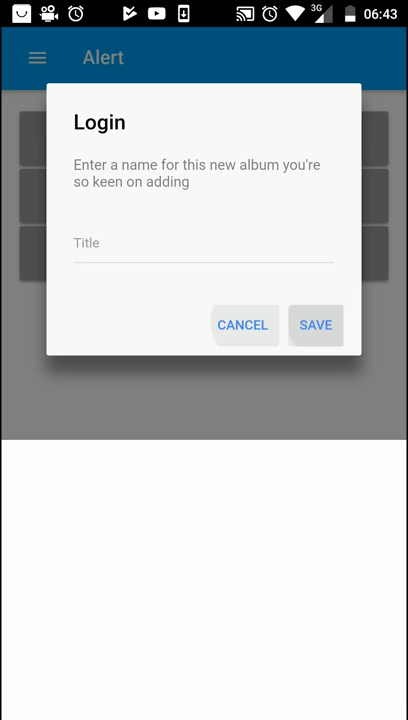 3G
06:43
Alert
Login
Enter a name for this new album you're
so keen on adding
Title
CANCEL
SAVE